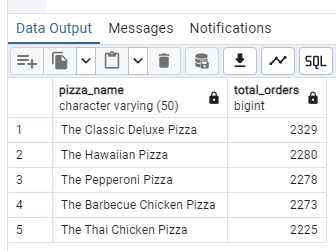 Data Output Messages Notifications
SQL
pizza_name total_orders
character varying (50) bigint
1 The Classic Deluxe Pizza 2329
2 The Hawaiian Pizza 2280
3 The Pepperoni Pizza 2278
4 The Barbecue Chicken Pizza 2273
5 The Thai Chicken Pizza 2225